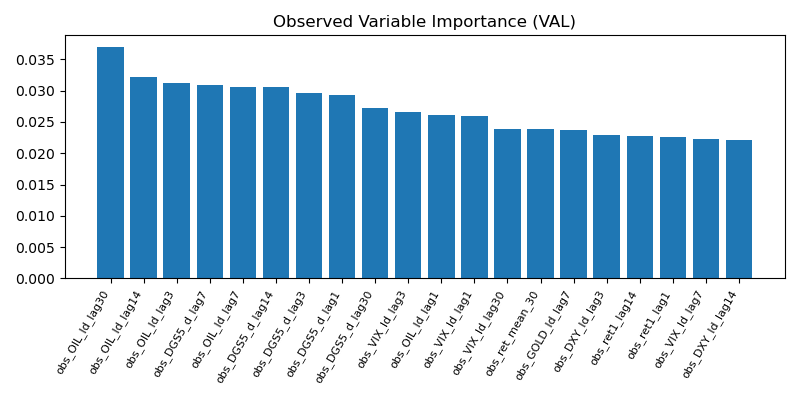 Observed Variable Importance (VAL)
0.035
0.030
0.025
0.020
0.015
0.010
0.005
0.000
obs_OIL_ld_lag30
obs_OIL_ld_lag14
obs_OIL_ld_lag3
obs_DGS5_d_lag7
obs_OIL_ld_lag7
obs_DGS5_d_lag14
obs_DGS5_d_lag3
obs_DGS5_d_lag1
obs_DGS5_d_lag30
obs_VIX_ld_lag3
obs_OIL_ld_lag1
obs_VIX_ld_lag1
obs_VIX_ld_lag30
obs_ret_mean_30
obs_GOLD_ld_lag7
obs_DXY_ld_lag3
obs_ret1_lag14
obs_ret1_lag1
obs_VIX_ld_lag7
obs_DXY_ld_lag14